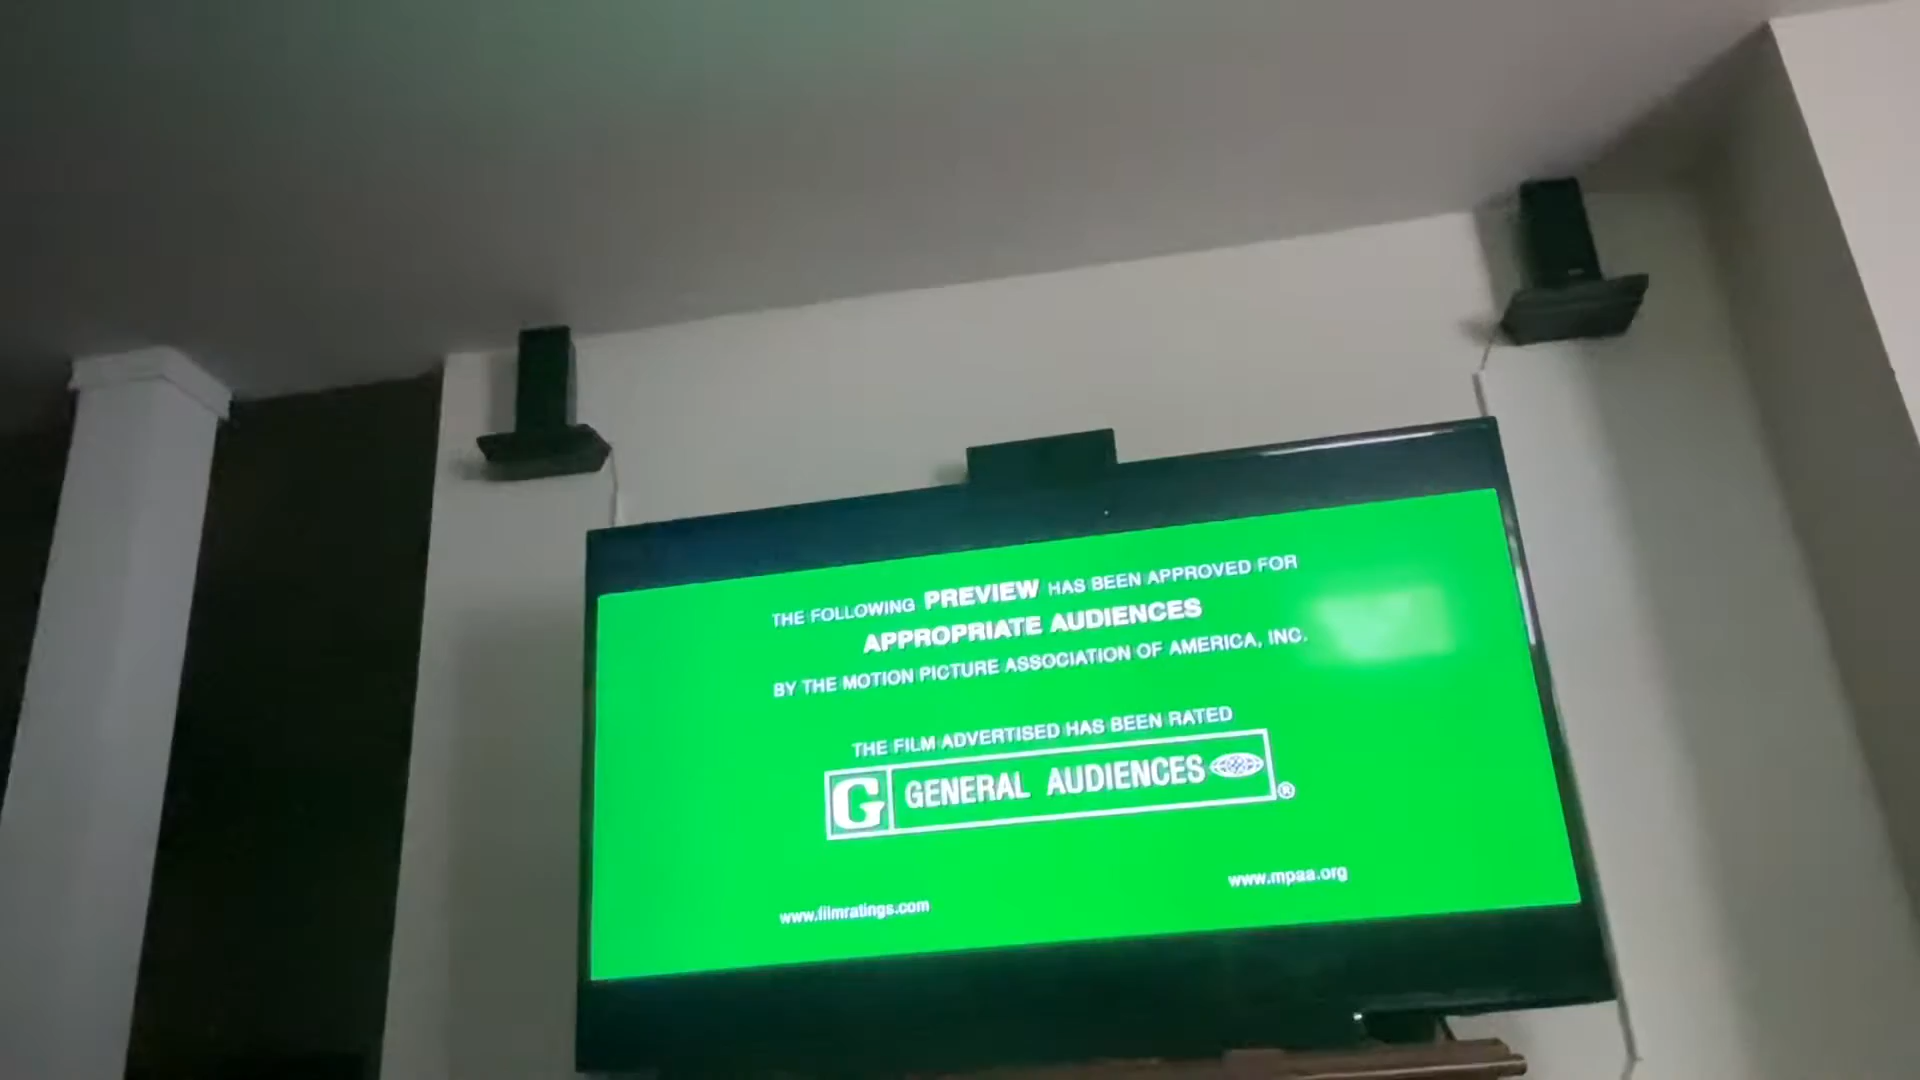 THE FOLLOWING PREVIEW HAS BEEN APPROVED FOR
APPROPRIATE AUDIENCES
BY THE MOTION PICTURE ASSOCIATION OF AMERICA, INC.
THE FILM ADVERTISED HAS BEEN RATED
G GENERAL AUDIENCES ®
www.filmratings.com www.mpaa.org